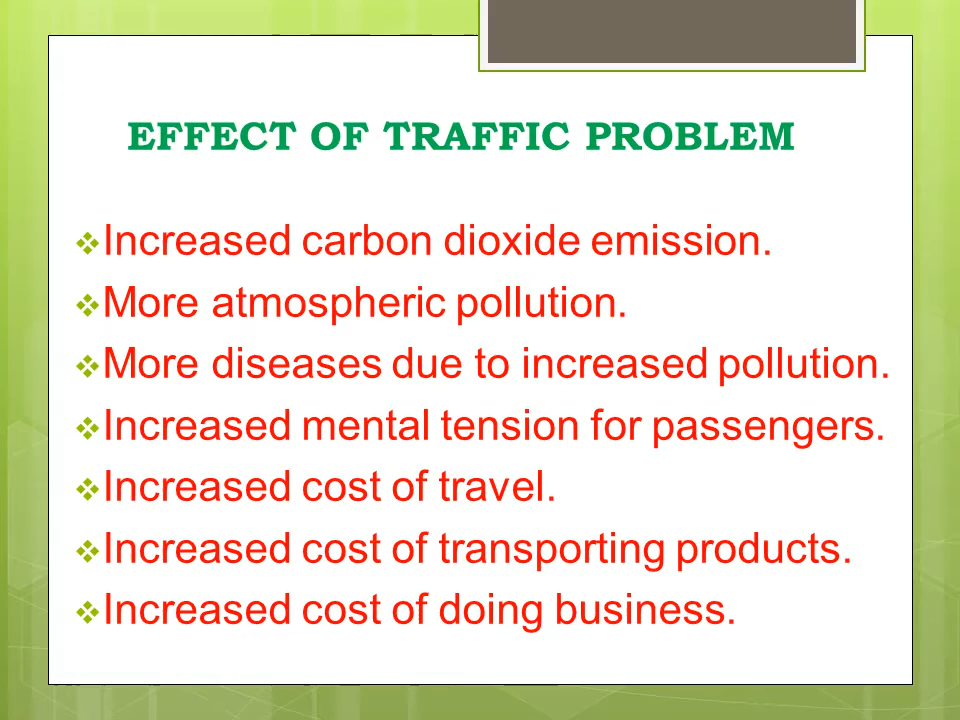 EFFECT OF TRAFFIC PROBLEM
❖Increased carbon dioxide emission.
❖More atmospheric pollution.
❖More diseases due to increased pollution.
❖Increased mental tension for passengers.
❖Increased cost of travel.
❖Increased cost of transporting products.
❖Increased cost of doing business.